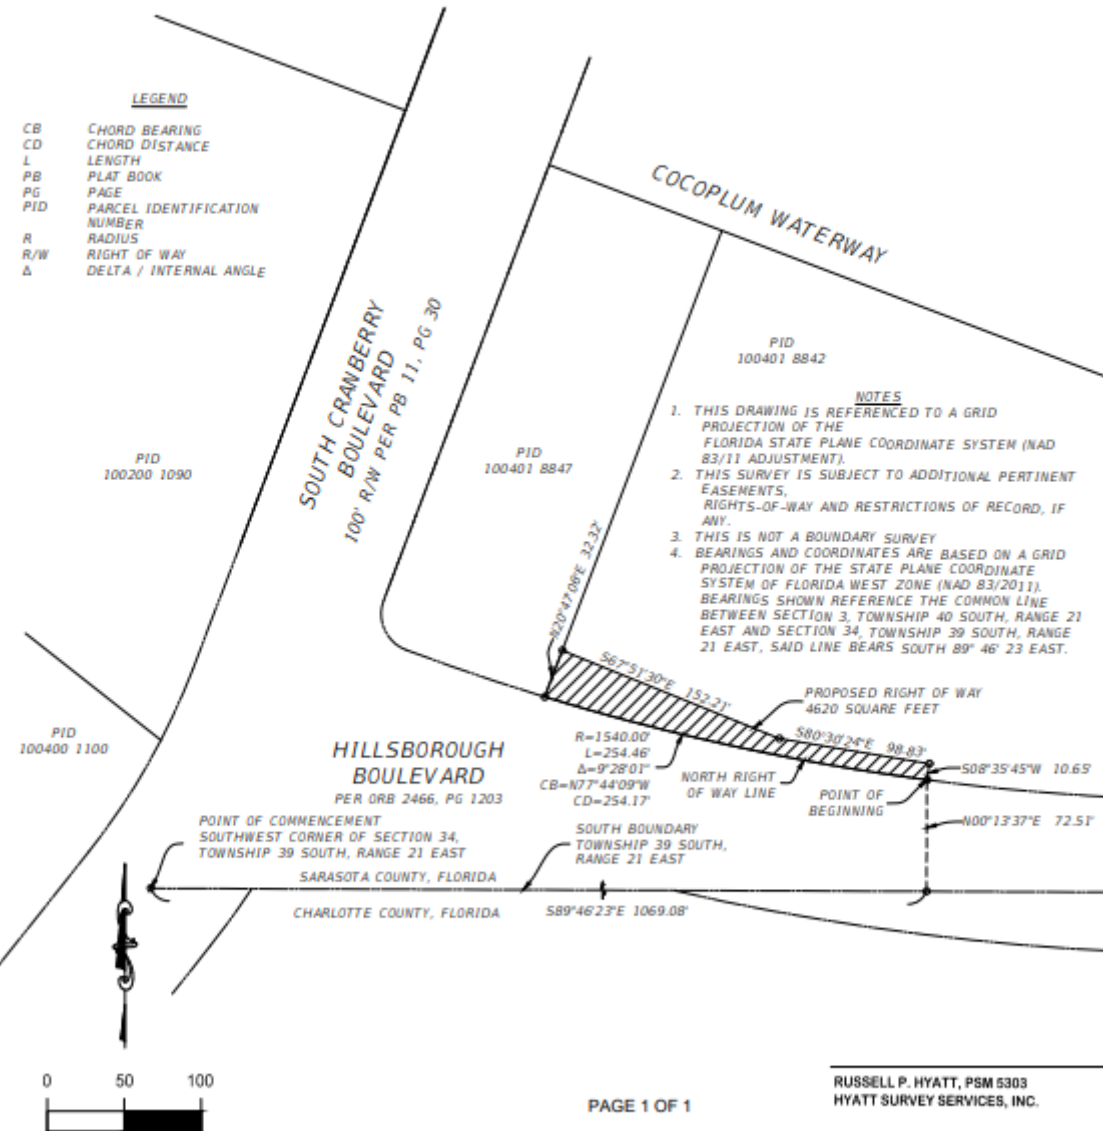 LEGEND
CB CHORD BEARING
CD CHORD DISTANCE
L LENGTH
PB PLAT BOOK
PG PAGE
PID PARCEL IDENTIFICATION
NUMBER
R RADIUS
R/W RIGHT OF WAY
Δ DELTA / INTERNAL ANGLE
COCOPLUM WATERWAY
SOUTH CRANBERRY
BOULEVARD
100' R/W PER PB 11, PG 30
PID
100401 8842
PID
100200 1090
PID
100401 8847
NOTES
1. THIS DRAWING IS REFERENCED TO A GRID
PROJECTION OF THE
FLORIDA STATE PLANE COORDINATE SYSTEM (NAD
83/11 ADJUSTMENT).
2. THIS SURVEY IS SUBJECT TO ADDITIONAL PERTINENT
EASEMENTS,
RIGHTS-OF-WAY AND RESTRICTIONS OF RECORD, IF
ANY.
3. THIS IS NOT A BOUNDARY SURVEY
4. BEARINGS AND COORDINATES ARE BASED ON A GRID
PROJECTION OF THE STATE PLANE COORDINATE
SYSTEM OF FLORIDA WEST ZONE (NAD 83/2011).
BEARINGS SHOWN REFERENCE THE COMMON LINE
BETWEEN SECTION 3, TOWNSHIP 40 SOUTH, RANGE 21
EAST AND SECTION 34, TOWNSHIP 39 SOUTH, RANGE
21 EAST, SAID LINE BEARS SOUTH 89° 46' 23 EAST.
N20°47'08"E 32.32'
S67°51'30"E 152.21'
PROPOSED RIGHT OF WAY
4620 SQUARE FEET
S80°30'24"E 98.83'
PID
100400 1100
HILLSBOROUGH
BOULEVARD
PER ORB 2466, PG 1203
R=1540.00'
L=254.46'
Δ=9°28'01"
CB=N77°44'09"W
CD=254.17'
NORTH RIGHT
OF WAY LINE
POINT OF
BEGINNING
S08°35'45"W 10.65'
N00°13'37"E 72.51'
POINT OF COMMENCEMENT
SOUTHWEST CORNER OF SECTION 34,
TOWNSHIP 39 SOUTH, RANGE 21 EAST
SOUTH BOUNDARY
TOWNSHIP 39 SOUTH,
RANGE 21 EAST
SARASOTA COUNTY, FLORIDA
CHARLOTTE COUNTY, FLORIDA
S89°46'23"E 1069.08'
0 50 100
PAGE 1 OF 1
RUSSELL P. HYATT, PSM 5303
HYATT SURVEY SERVICES, INC.